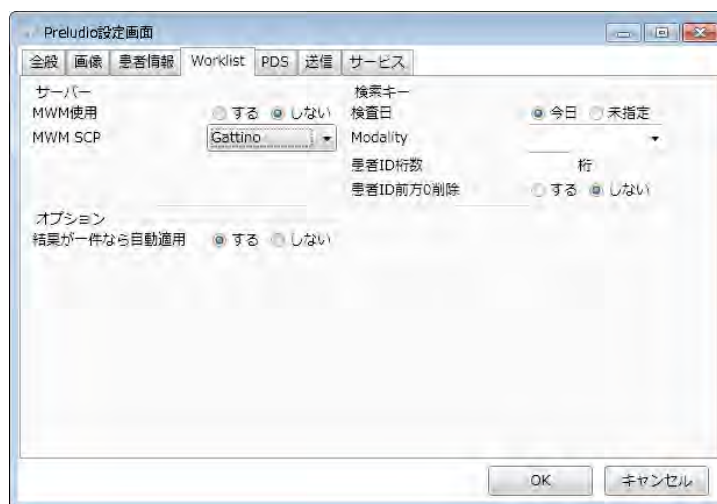 Preludio設定画面
全般 画像 患者情報 Worklist PDS 送信 サービス
サーバー
MWM使用 する しない
MWM SCP Gattino
検索キー
検査日 今日 未指定
Modality
患者ID桁数 桁
患者ID前方0削除 する しない
オプション
結果が一件なら自動適用 する しない
OK キャンセル